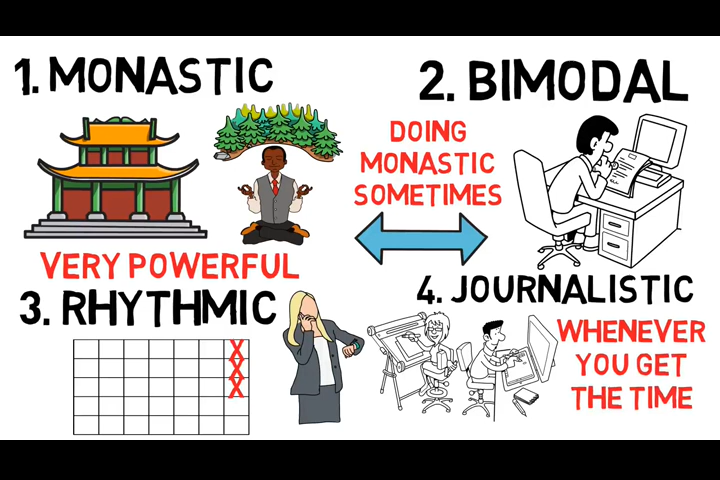 1. MONASTIC
VERY POWERFUL
2. BIMODAL
DOING
MONASTIC
SOMETIMES
3. RHYTHMIC
X
X
X
4. JOURNALISTIC
WHENEVER
YOU GET
THE TIME